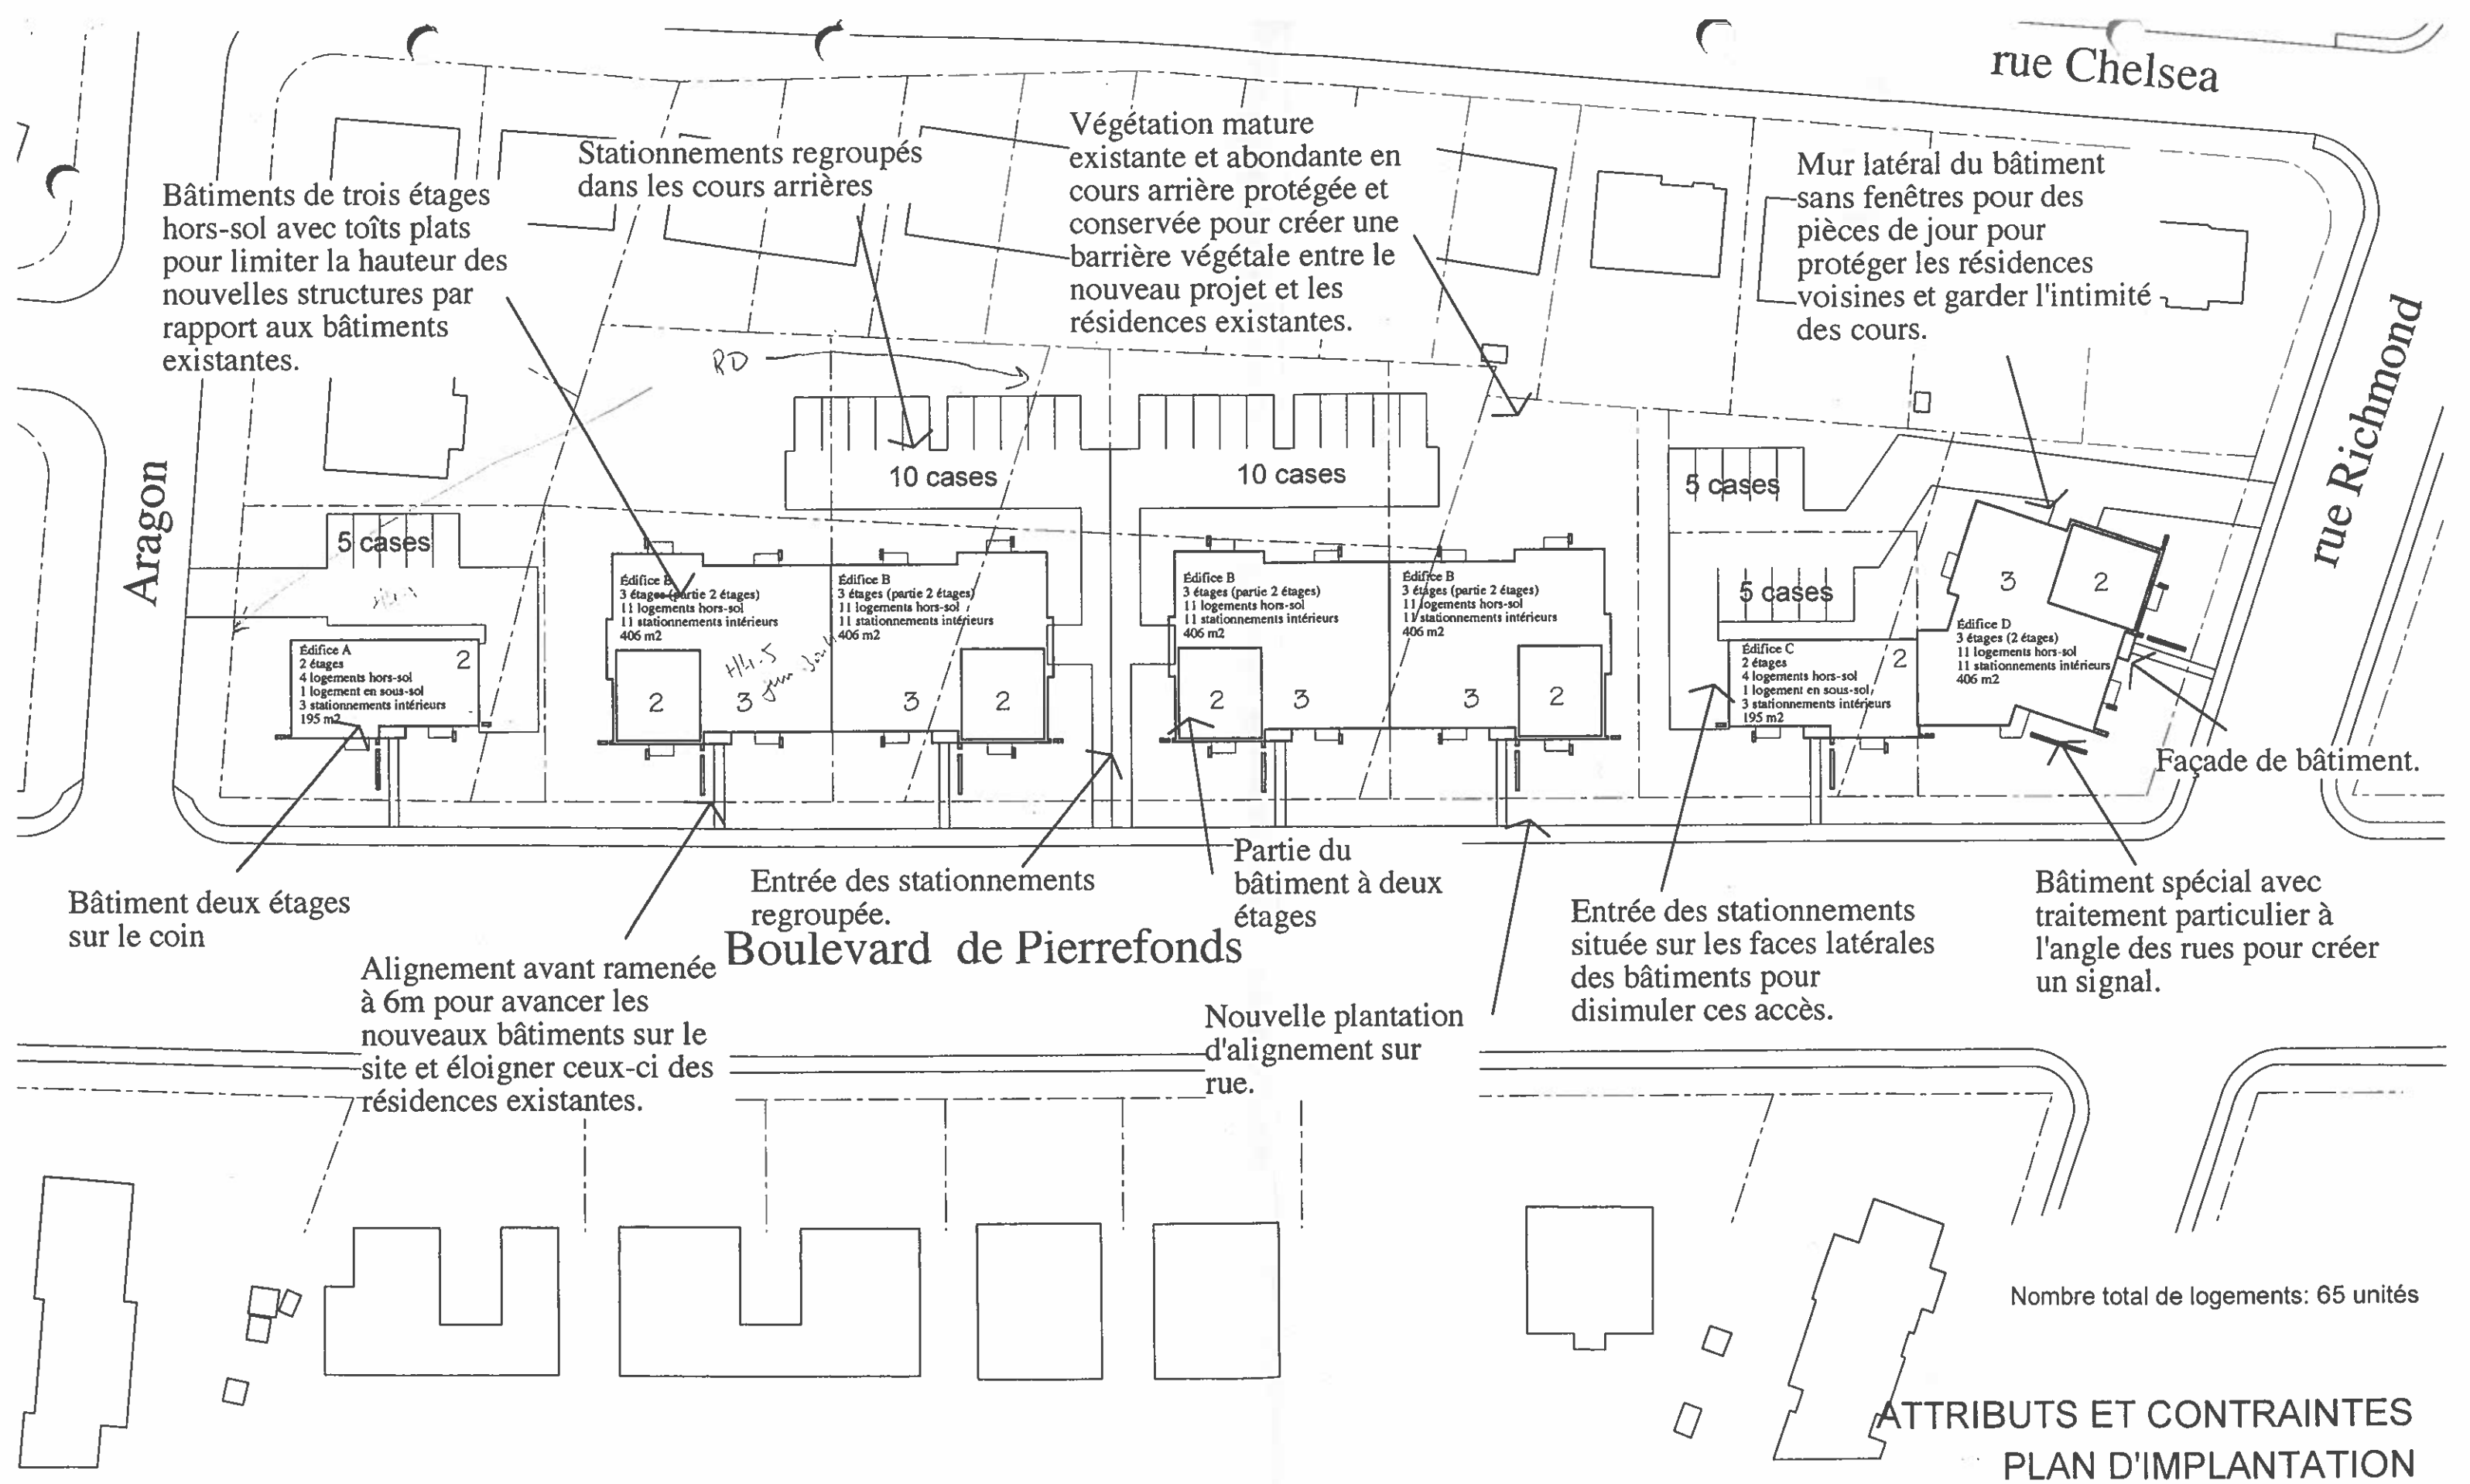 rue Chelsea
Bâtiments de trois étages
hors-sol avec toîts plats
pour limiter la hauteur des
nouvelles structures par
rapport aux bâtiments
existantes.
Stationnements regroupés
dans les cours arrières
Végétation mature
existante et abondante en
cours arrière protégée et
conservée pour créer une
barrière végétale entre le
nouveau projet et les
résidences existantes.
Mur latéral du bâtiment
sans fenêtres pour des
pièces de jour pour
protéger les résidences
voisines et garder l'intimité
des cours.
rue Richmond
Aragon
RD
5 cases
10 cases
10 cases
5 cases
5 cases
Édifice A
2 étages
4 logements hors-sol
1 logement en sous-sol
3 stationnements intérieurs
195 m2
2
Édifice B
3 étages (partie 2 étages)
11 logements hors-sol
11 stationnements intérieurs
406 m2
2
3
H4.5
Édifice B
3 étages (partie 2 étages)
11 logements hors-sol
11 stationnements intérieurs
406 m2
3
2
Édifice B
3 étages (partie 2 étages)
11 logements hors-sol
11 stationnements intérieurs
406 m2
2
3
Édifice B
3 étages (partie 2 étages)
11 logements hors-sol
11 stationnements intérieurs
406 m2
3
2
Édifice C
2 étages
4 logements hors-sol
1 logement en sous-sol
3 stationnements intérieurs
195 m2
2
3
2
Édifice D
3 étages (2 étages)
11 logements hors-sol
11 stationnements intérieurs
406 m2
Façade de bâtiment.
Bâtiment deux étages
sur le coin
Alignement avant ramenée
à 6m pour avancer les
nouveaux bâtiments sur le
site et éloigner ceux-ci des
résidences existantes.
Entrée des stationnements
regroupée.
Boulevard de Pierrefonds
Partie du
bâtiment à deux
étages
Nouvelle plantation
d'alignement sur
rue.
Entrée des stationnements
située sur les faces latérales
des bâtiments pour
disimuler ces accès.
Bâtiment spécial avec
traitement particulier à
l'angle des rues pour créer
un signal.
Nombre total de logements: 65 unités
ATTRIBUTS ET CONTRAINTES
PLAN D'IMPLANTATION